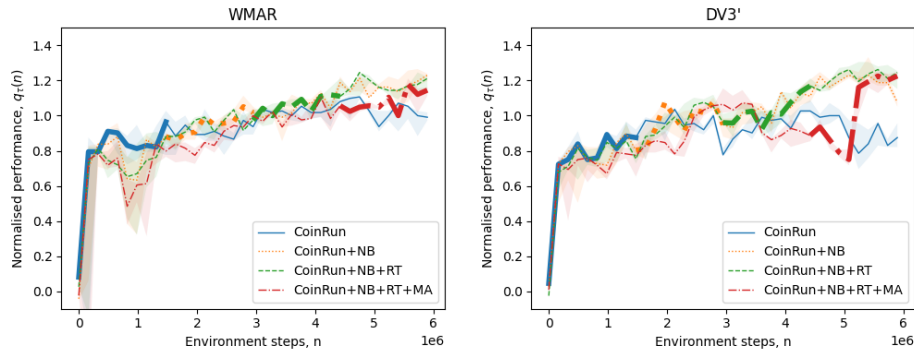 WMAR
Normalised performance, qτ(n)
1.4
1.2
1.0
0.8
0.6
0.4
0.2
0.0
CoinRun
CoinRun+NB
CoinRun+NB+RT
CoinRun+NB+RT+MA
0 1 2 3 4 5 6
1e6
Environment steps, n
DV3'
Normalised performance, qτ(n)
1.4
1.2
1.0
0.8
0.6
0.4
0.2
0.0
CoinRun
CoinRun+NB
CoinRun+NB+RT
CoinRun+NB+RT+MA
0 1 2 3 4 5 6
1e6
Environment steps, n